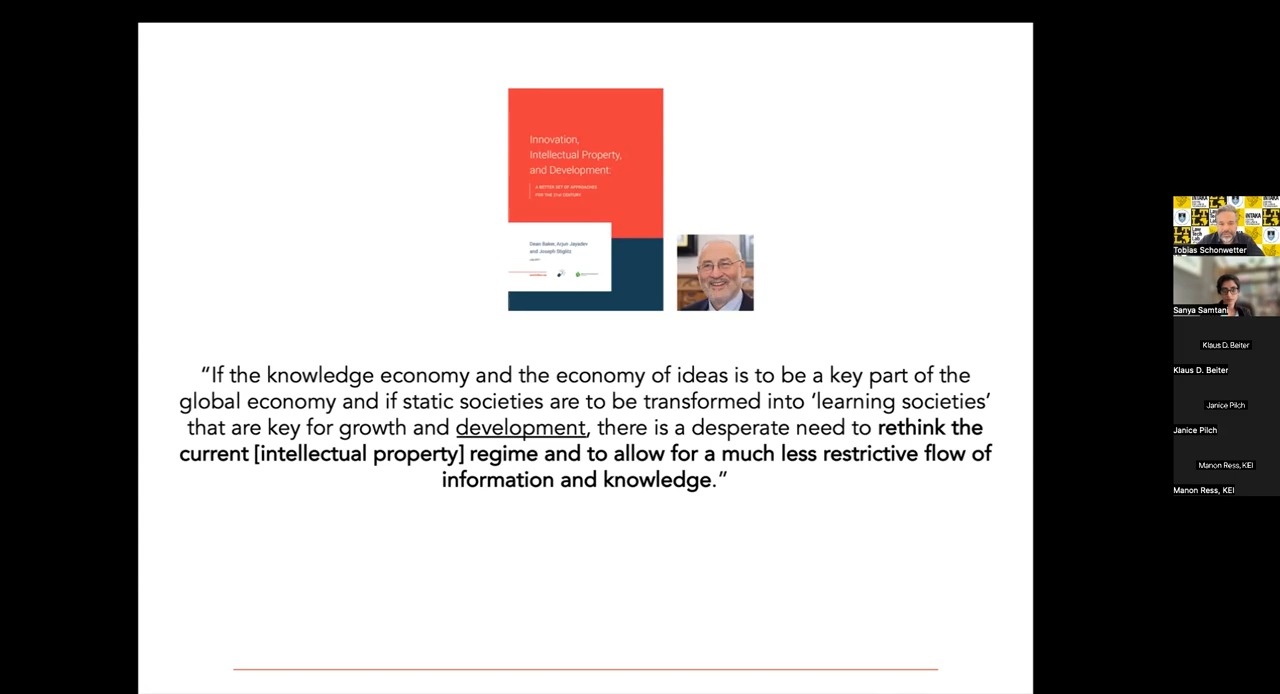 Innovation,
Intellectual Property,
and Development:
A BETTER SET OF APPROACHES
FOR THE 21ST CENTURY
Dean Baker, Arjun Jayadev
and Joseph Stiglitz
“If the knowledge economy and the economy of ideas is to be a key part of the
global economy and if static societies are to be transformed into ‘learning societies’
that are key for growth and development, there is a desperate need to rethink the
current [intellectual property] regime and to allow for a much less restrictive flow of
information and knowledge.”
INTAKA
Law
Tech
Lab
INTAKA
Tobias Schonwetter
Sanya Samtani
Klaus D. Beiter
Klaus D. Beiter
Janice Pilch
Janice Pilch
Manon Ress, KEI
Manon Ress, KEI